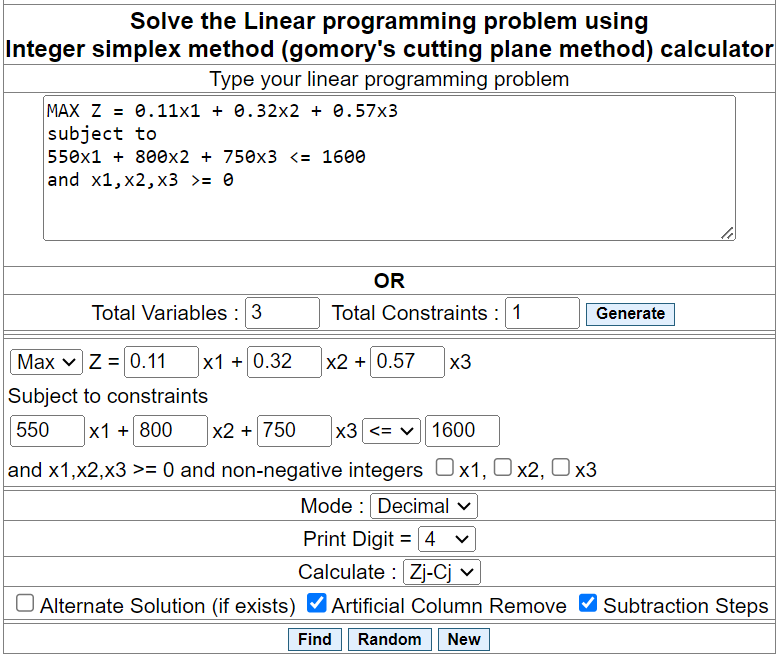 Solve the Linear programming problem using
Integer simplex method (gomory's cutting plane method) calculator
Type your linear programming problem
MAX Z = 0.11x1 + 0.32x2 + 0.57x3
subject to
550x1 + 800x2 + 750x3 <= 1600
and x1,x2,x3 >= 0
OR
Total Variables : 3 Total Constraints : 1 Generate
Max Z = 0.11 x1 + 0.32 x2 + 0.57 x3
Subject to constraints
550 x1 + 800 x2 + 750 x3 <= 1600
and x1,x2,x3 >= 0 and non-negative integers x1, x2, x3
Mode : Decimal
Print Digit = 4
Calculate : Zj-Cj
Alternate Solution (if exists) Artificial Column Remove Subtraction Steps
Find Random New